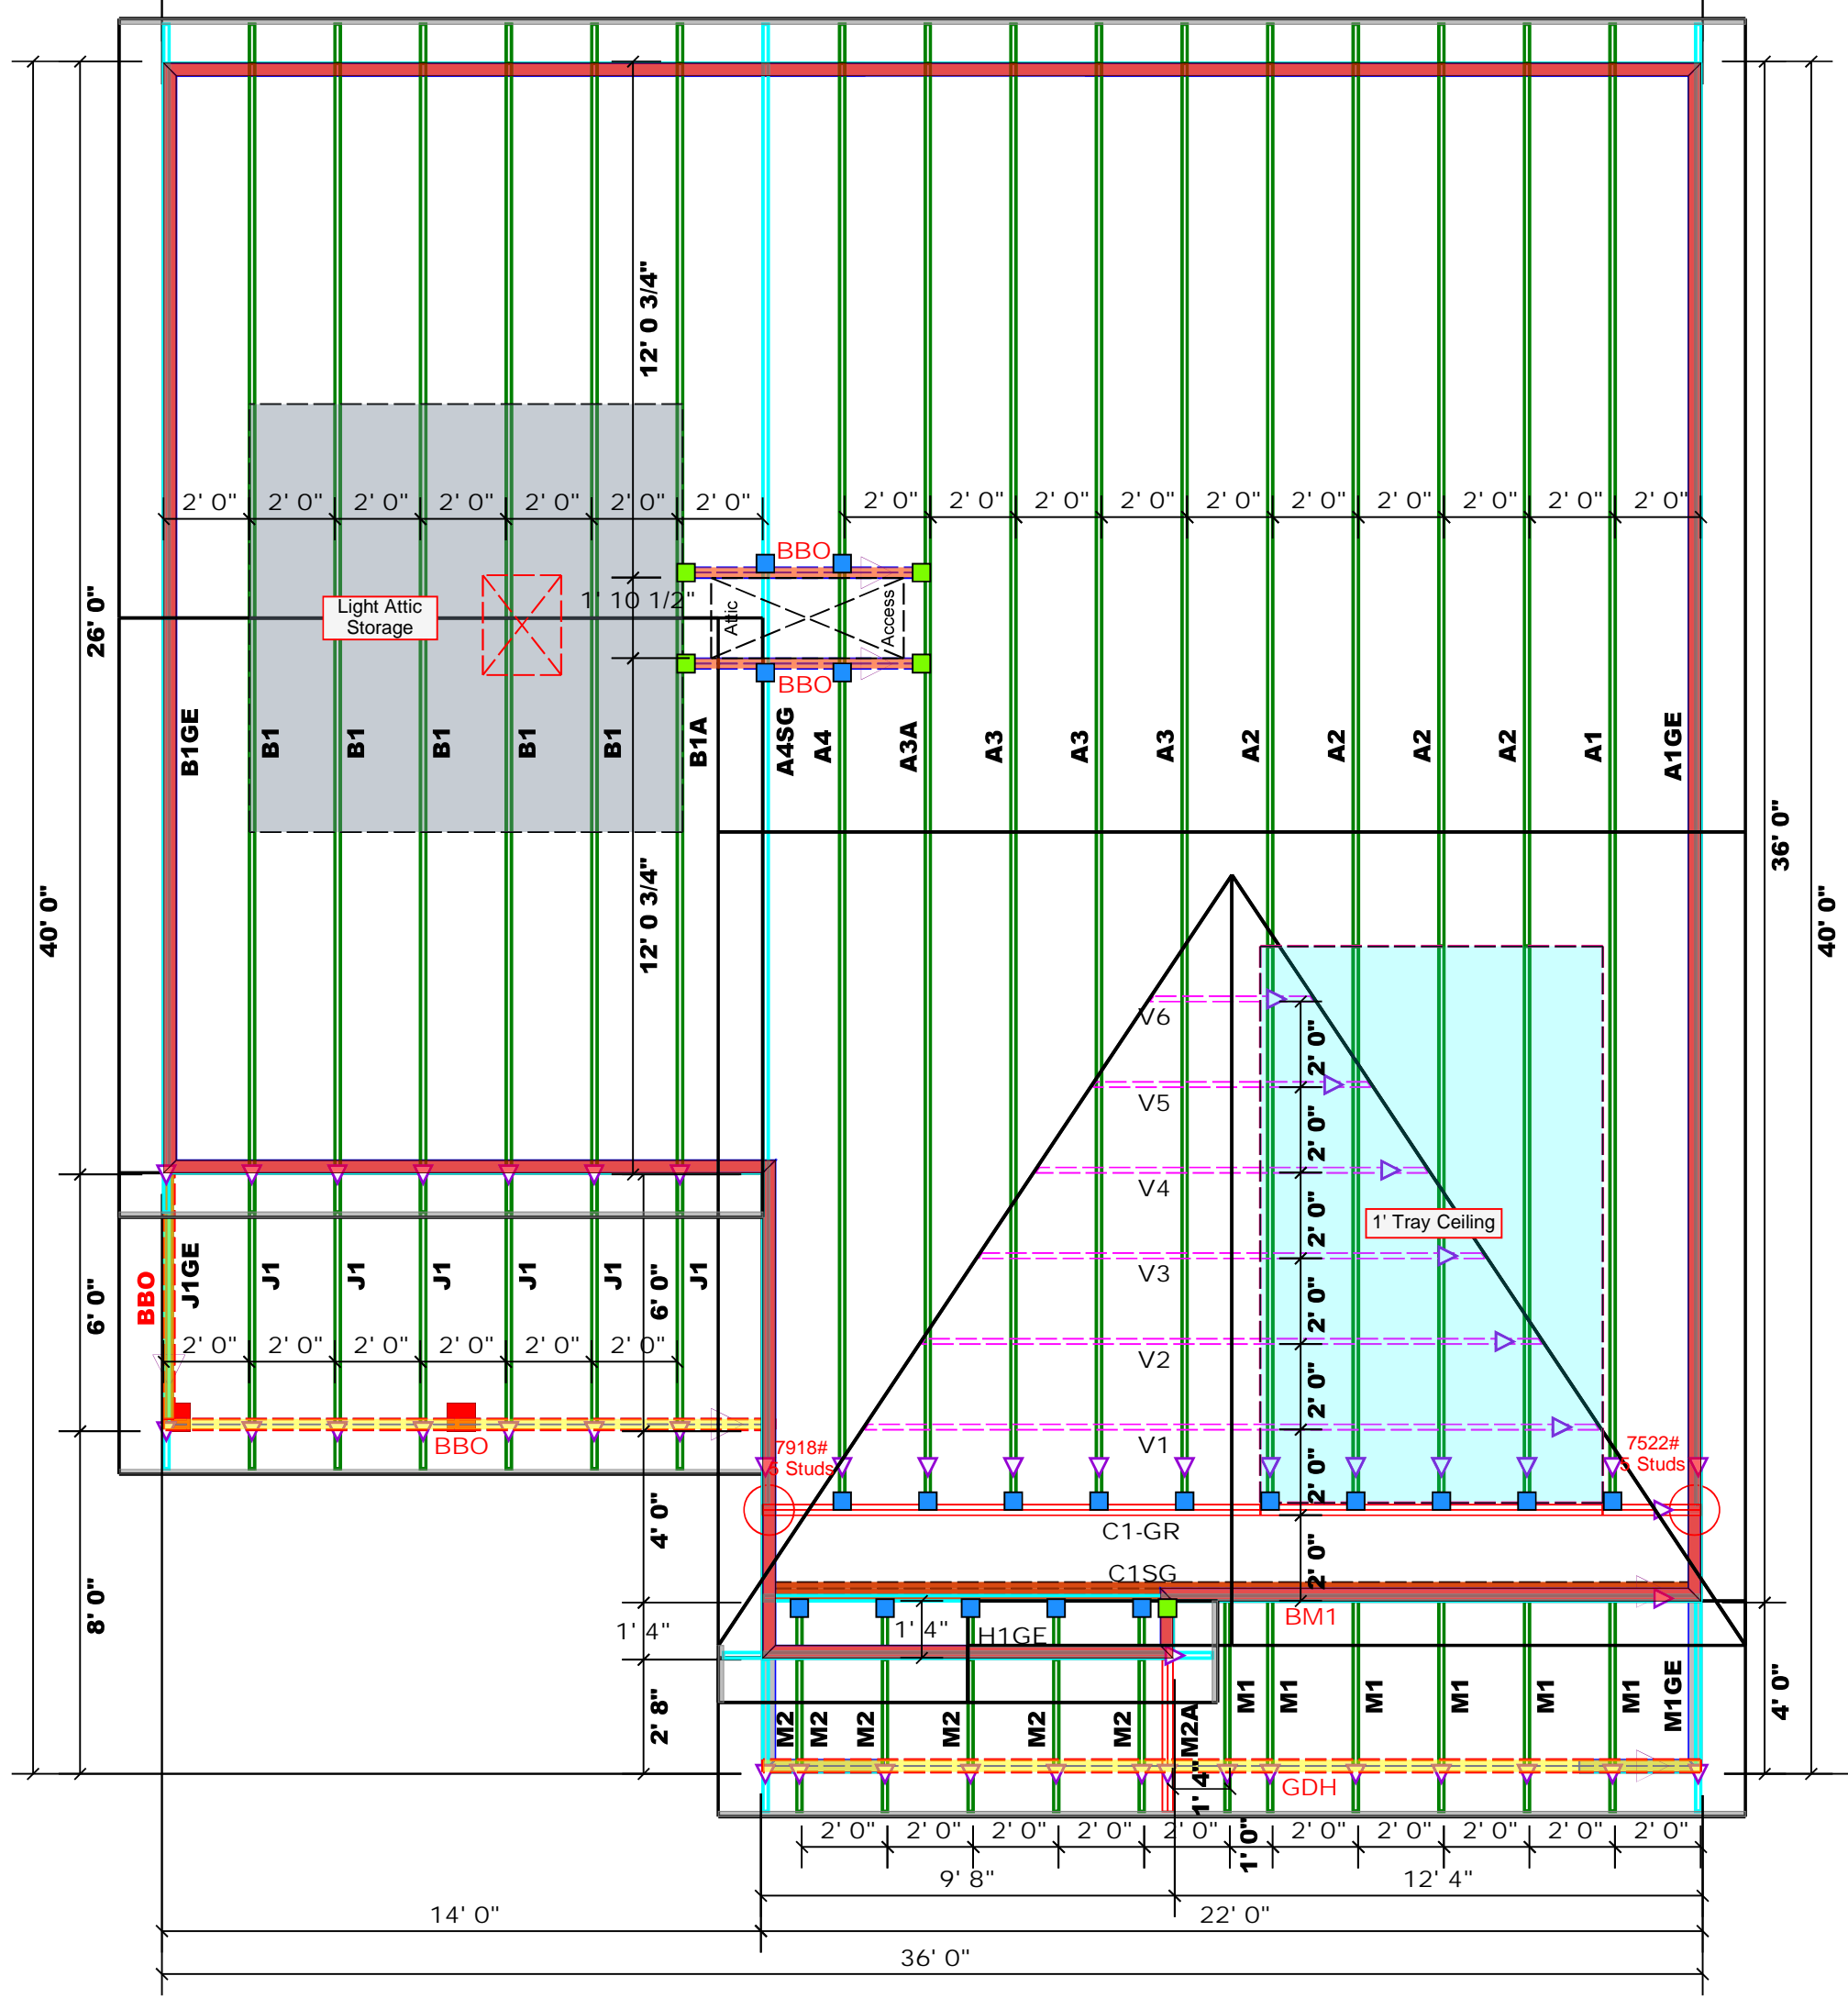 12' 0 3/4"
2' 0" 2' 0" 2' 0" 2' 0" 2' 0" 2' 0" 2' 0"
2' 0" 2' 0" 2' 0" 2' 0" 2' 0" 2' 0" 2' 0" 2' 0" 2' 0" 2' 0"
BBO
1' 10 1/2"
Attic
Access
Light Attic
Storage
26' 0"
BBO
B1GE B1 B1 B1 B1 B1 B1A A4SG A4 A3A A3 A3 A3 A2 A2 A2 A2 A1 A1GE
36' 0"
40' 0"
40' 0"
12' 0 3/4"
V6
2' 0"
V5
2' 0"
V4
2' 0"
1' Tray Ceiling
V3
2' 0"
V2
2' 0"
V1
2' 0"
BBO
J1GE J1 J1 J1 J1 J1 J1
6' 0"
6' 0"
2' 0" 2' 0" 2' 0" 2' 0" 2' 0" 2' 0"
BBO
7918#
5 Studs
7522#
5 Studs
C1-GR
4' 0"
C1SG
2' 0"
8' 0"
BM1
1' 4"
1' 4"
H1GE
2' 8"
M2 M2 M2 M2 M2 M2 M2A M1 M1 M1 M1 M1 M1 M1GE
4' 0"
GDH
1' 4"
2' 0" 2' 0" 2' 0" 2' 0" 2' 0" 1' 0" 2' 0" 2' 0" 2' 0" 2' 0" 2' 0"
9' 8" 12' 4"
14' 0" 22' 0"
36' 0"